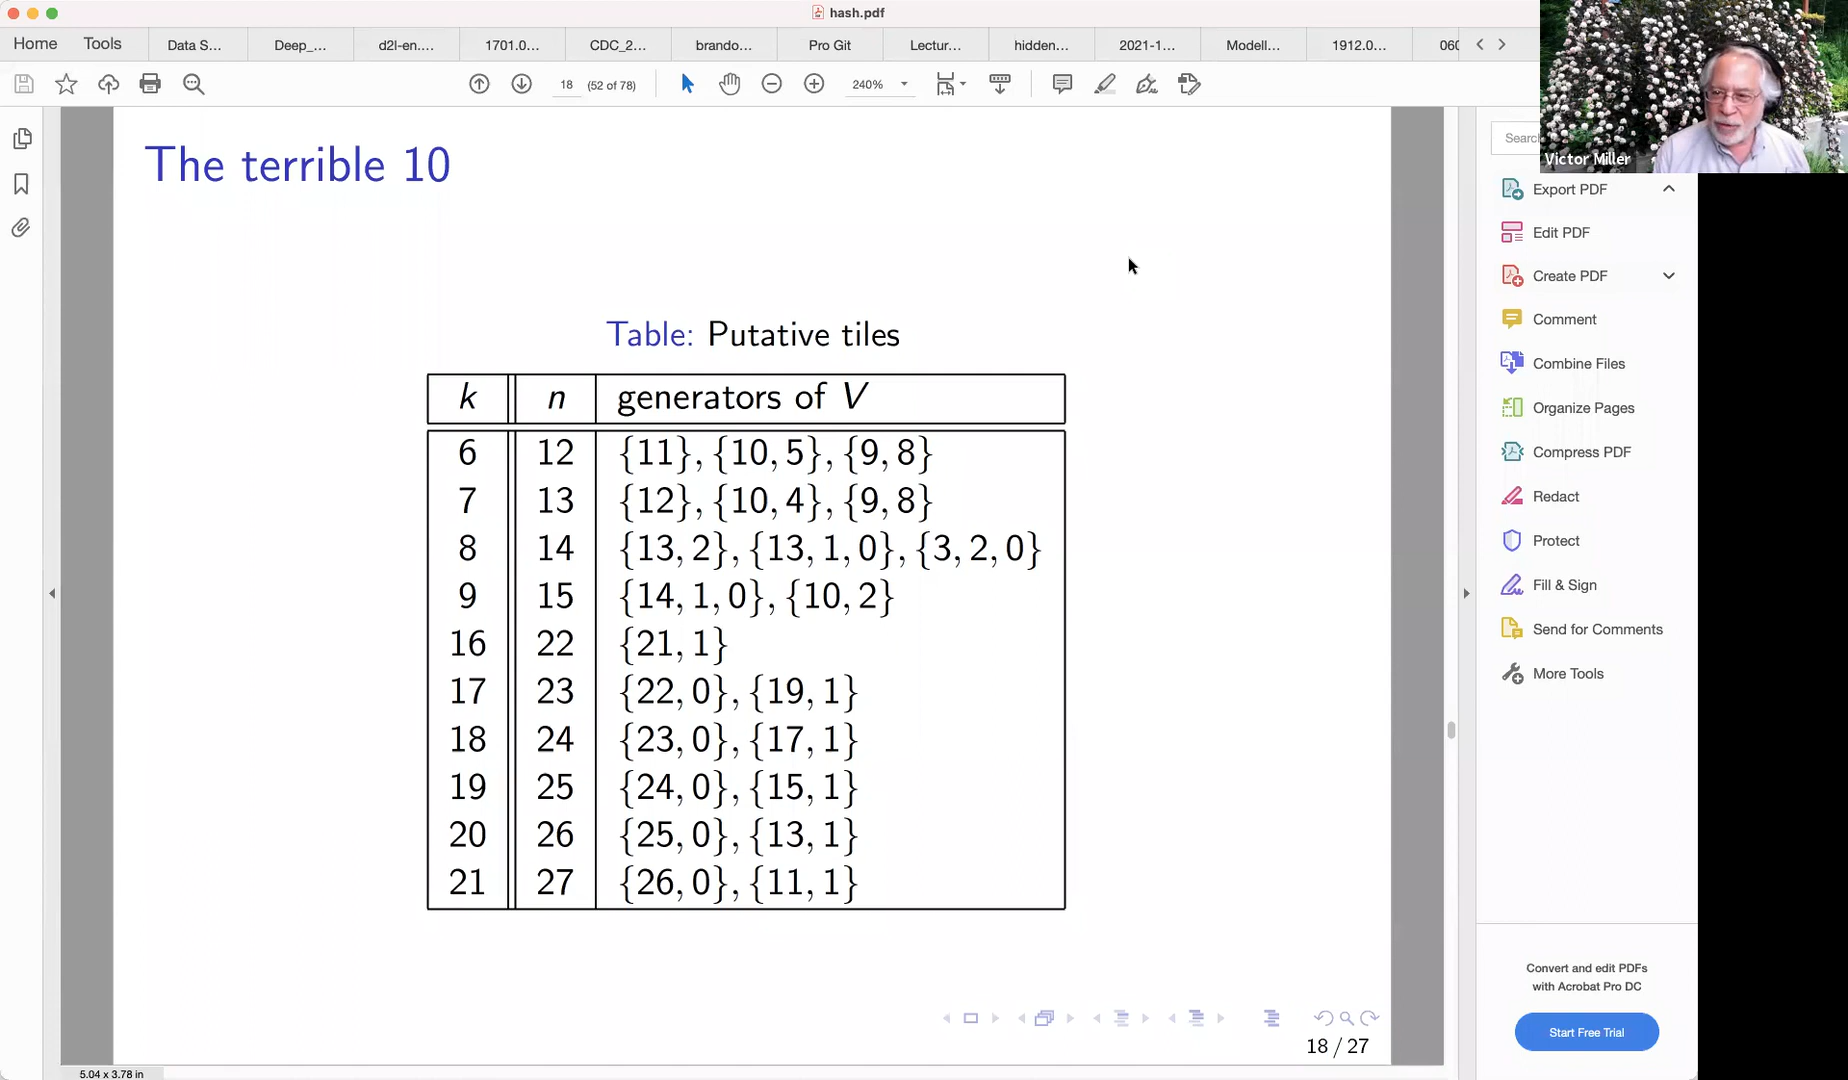 hash.pdf
Home Tools Data S... Deep_... d2l-en.... 1701.0... CDC_2... brando... Pro Git Lectur... hidden... 2021-1... Modell... 1912.0... 060
18 (52 of 78) 240%
Victor Miller
The terrible 10
Table: Putative tiles
k n generators of V
6 12 {11}, {10, 5}, {9, 8}
7 13 {12}, {10, 4}, {9, 8}
8 14 {13, 2}, {13, 1, 0}, {3, 2, 0}
9 15 {14, 1, 0}, {10, 2}
16 22 {21, 1}
17 23 {22, 0}, {19, 1}
18 24 {23, 0}, {17, 1}
19 25 {24, 0}, {15, 1}
20 26 {25, 0}, {13, 1}
21 27 {26, 0}, {11, 1}
18 / 27
5.04 x 3.78 in
Searc
Export PDF
Edit PDF
Create PDF
Comment
Combine Files
Organize Pages
Compress PDF
Redact
Protect
Fill & Sign
Send for Comments
More Tools
Convert and edit PDFs
with Acrobat Pro DC
Start Free Trial